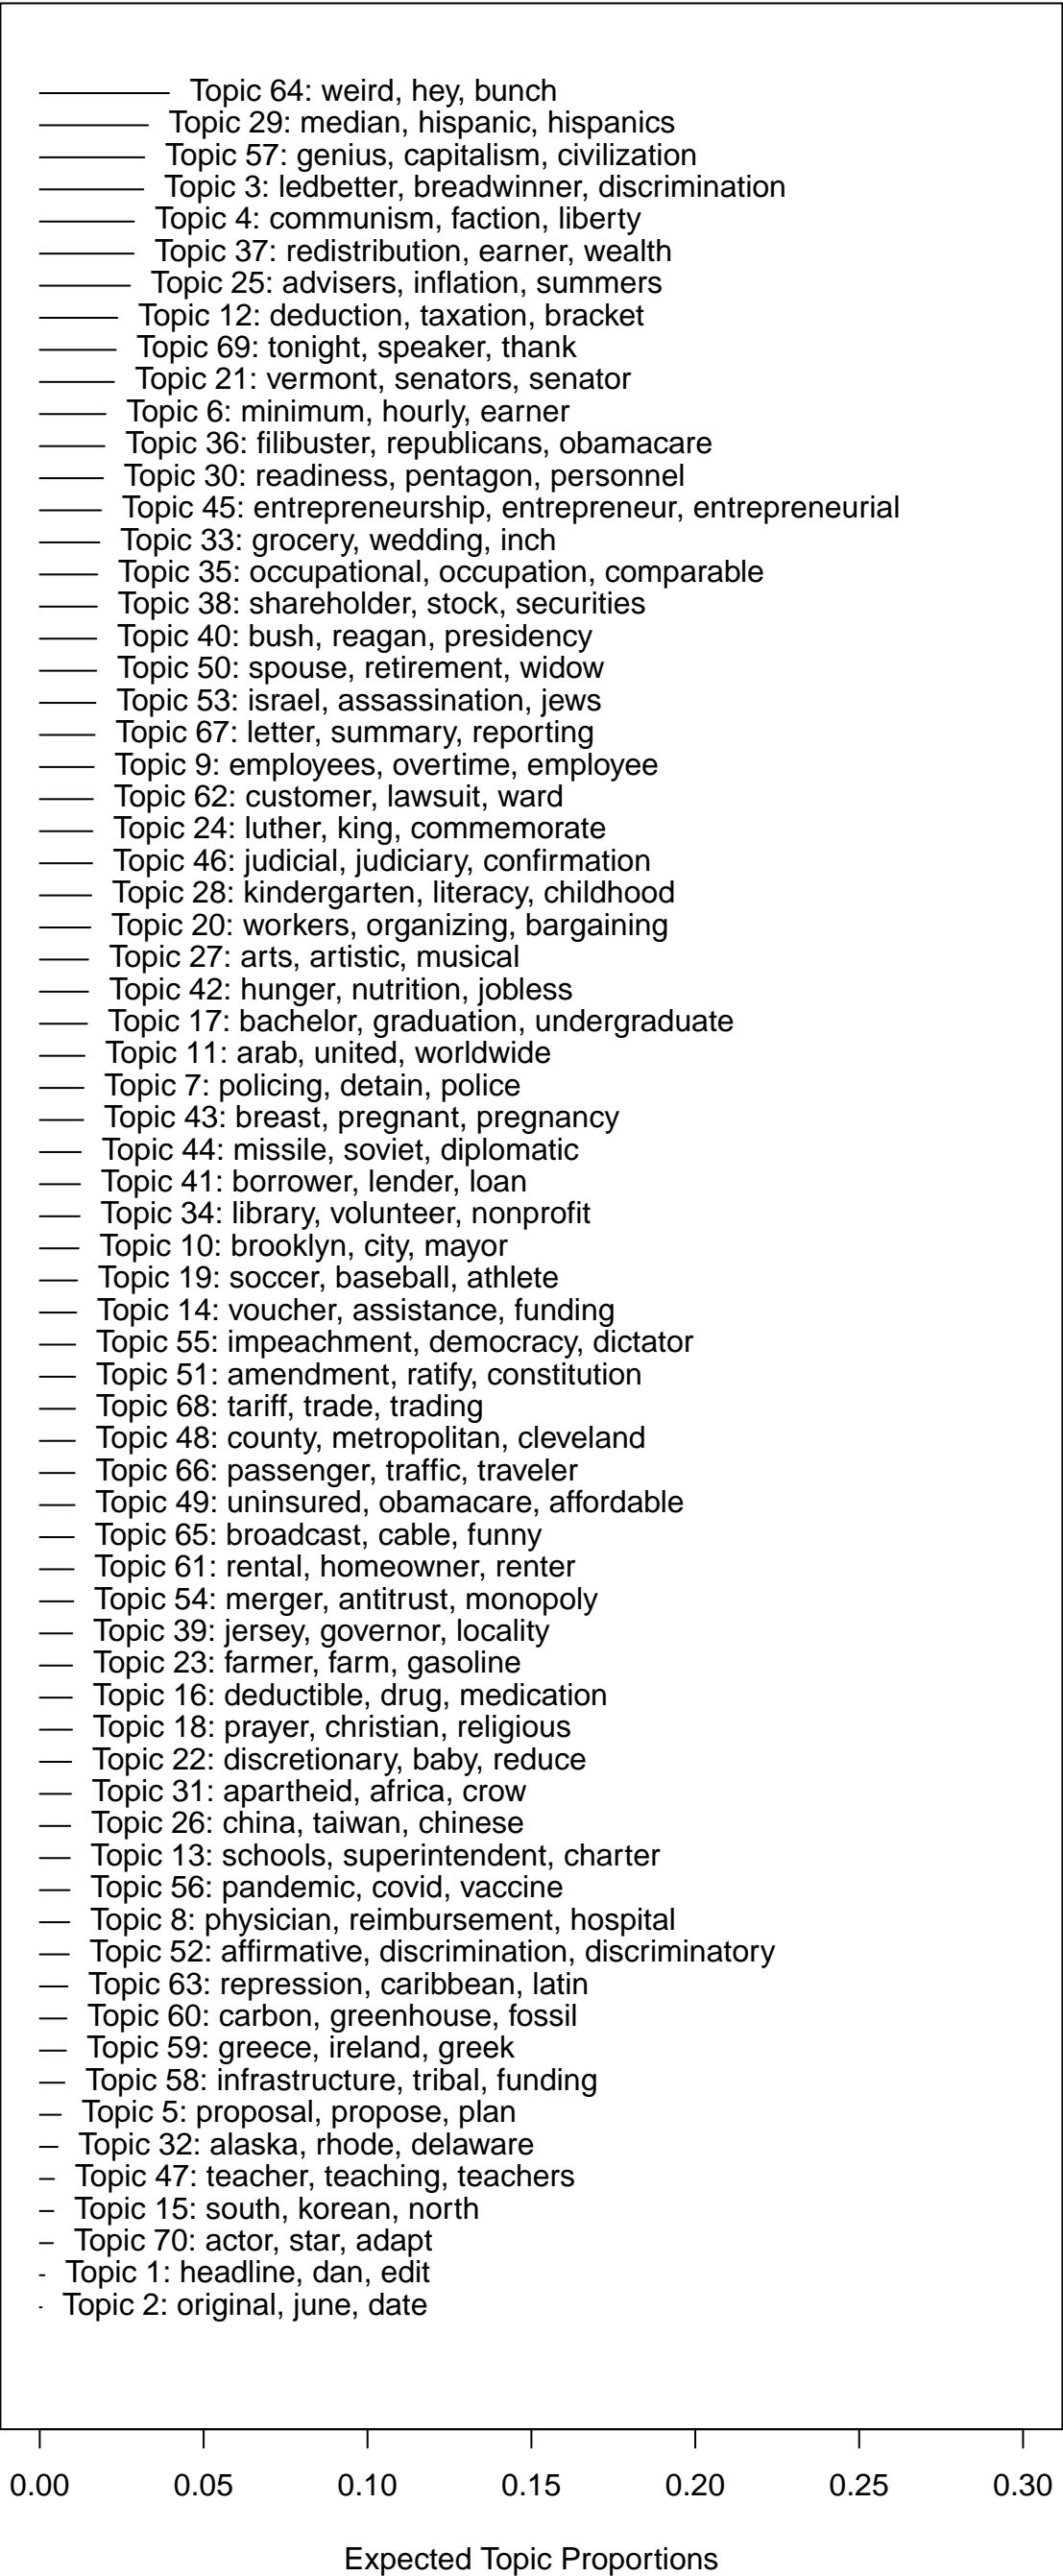 Topic 64: weird, hey, bunch
Topic 29: median, hispanic, hispanics
Topic 57: genius, capitalism, civilization
Topic 3: ledbetter, breadwinner, discrimination
Topic 4: communism, faction, liberty
Topic 37: redistribution, earner, wealth
Topic 25: advisers, inflation, summers
Topic 12: deduction, taxation, bracket
Topic 69: tonight, speaker, thank
Topic 21: vermont, senators, senator
Topic 6: minimum, hourly, earner
Topic 36: filibuster, republicans, obamacare
Topic 30: readiness, pentagon, personnel
Topic 45: entrepreneurship, entrepreneur, entrepreneurial
Topic 33: grocery, wedding, inch
Topic 35: occupational, occupation, comparable
Topic 38: shareholder, stock, securities
Topic 40: bush, reagan, presidency
Topic 50: spouse, retirement, widow
Topic 53: israel, assassination, jews
Topic 67: letter, summary, reporting
Topic 9: employees, overtime, employee
Topic 62: customer, lawsuit, ward
Topic 24: luther, king, commemorate
Topic 46: judicial, judiciary, confirmation
Topic 28: kindergarten, literacy, childhood
Topic 20: workers, organizing, bargaining
Topic 27: arts, artistic, musical
Topic 42: hunger, nutrition, jobless
Topic 17: bachelor, graduation, undergraduate
Topic 11: arab, united, worldwide
Topic 7: policing, detain, police
Topic 43: breast, pregnant, pregnancy
Topic 44: missile, soviet, diplomatic
Topic 41: borrower, lender, loan
Topic 34: library, volunteer, nonprofit
Topic 10: brooklyn, city, mayor
Topic 19: soccer, baseball, athlete
Topic 14: voucher, assistance, funding
Topic 55: impeachment, democracy, dictator
Topic 51: amendment, ratify, constitution
Topic 68: tariff, trade, trading
Topic 48: county, metropolitan, cleveland
Topic 66: passenger, traffic, traveler
Topic 49: uninsured, obamacare, affordable
Topic 65: broadcast, cable, funny
Topic 61: rental, homeowner, renter
Topic 54: merger, antitrust, monopoly
Topic 39: jersey, governor, locality
Topic 23: farmer, farm, gasoline
Topic 16: deductible, drug, medication
Topic 18: prayer, christian, religious
Topic 22: discretionary, baby, reduce
Topic 31: apartheid, africa, crow
Topic 26: china, taiwan, chinese
Topic 13: schools, superintendent, charter
Topic 56: pandemic, covid, vaccine
Topic 8: physician, reimbursement, hospital
Topic 52: affirmative, discrimination, discriminatory
Topic 63: repression, caribbean, latin
Topic 60: carbon, greenhouse, fossil
Topic 59: greece, ireland, greek
Topic 58: infrastructure, tribal, funding
Topic 5: proposal, propose, plan
Topic 32: alaska, rhode, delaware
Topic 47: teacher, teaching, teachers
Topic 15: south, korean, north
Topic 70: actor, star, adapt
Topic 1: headline, dan, edit
Topic 2: original, june, date
0.00 0.05 0.10 0.15 0.20 0.25 0.30
Expected Topic Proportions